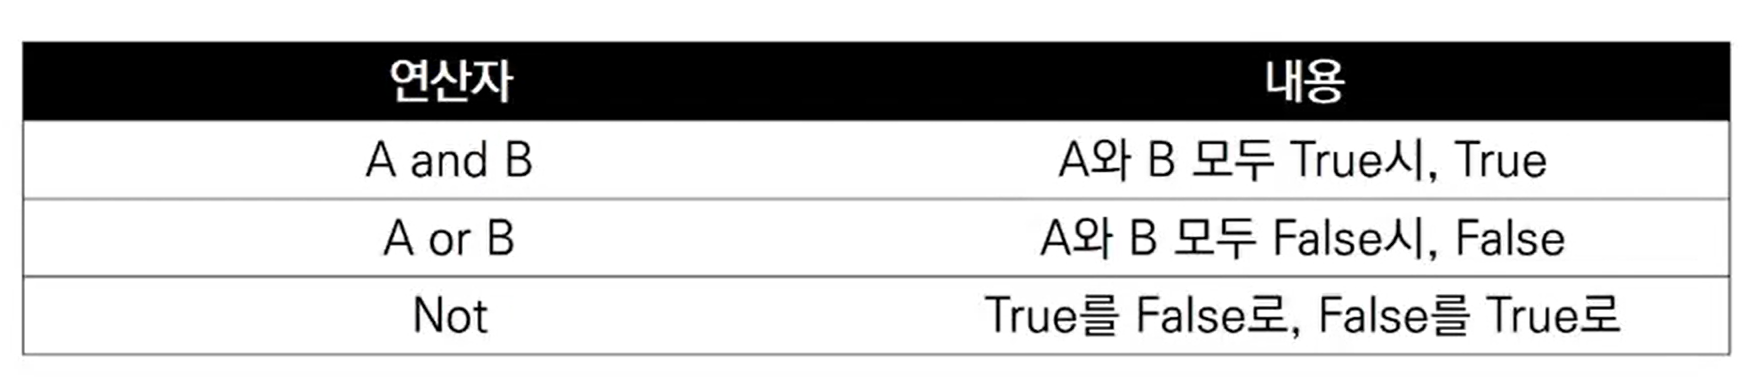 연산자 내용
A and B A와 B 모두 True시, True
A or B A와 B 모두 False시, False
Not True를 False로, False를 True로